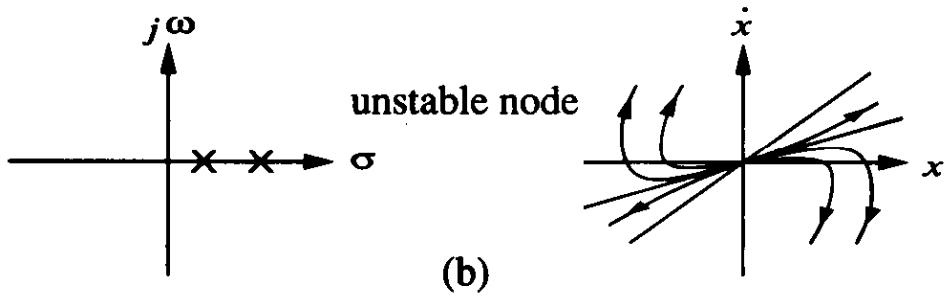 jω
ẋ
unstable node
σ
x
(b)